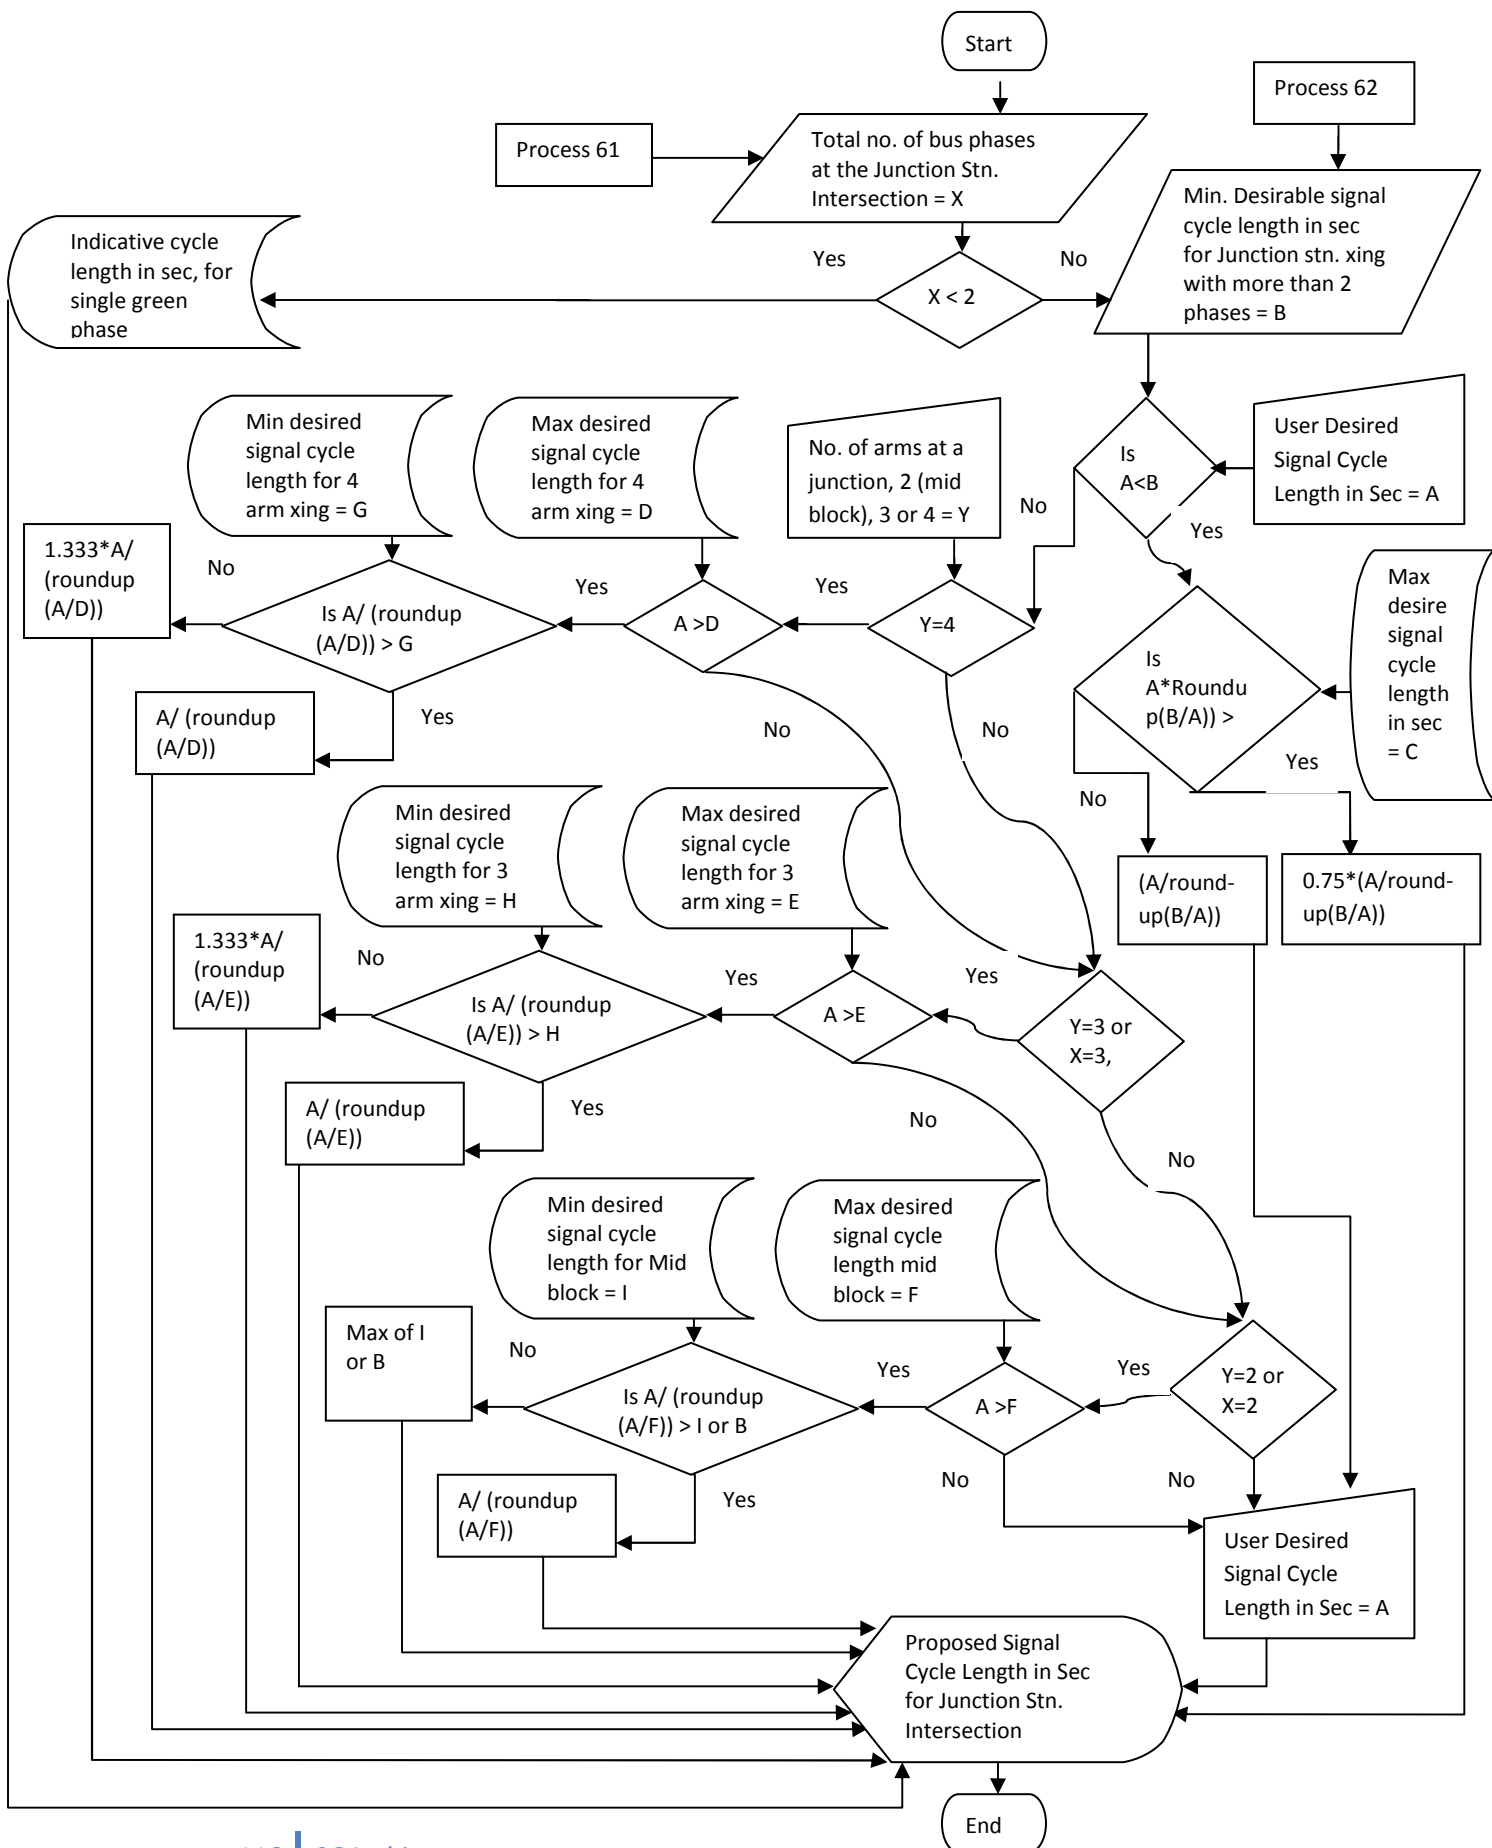 Start
Process 62
Process 61
Total no. of bus phases
at the Junction Stn.
Intersection = X
Min. Desirable signal
cycle length in sec
for Junction stn. xing
with more than 2
phases = B
Indicative cycle
length in sec, for
single green
phase
Yes
No
X < 2
Min desired
signal cycle
length for 4
arm xing = G
Max desired
signal cycle
length for 4
arm xing = D
No. of arms at a
junction, 2 (mid
block), 3 or 4 = Y
Is
A<B
User Desired
Signal Cycle
Length in Sec = A
No
Yes
1.333*A/
(roundup
(A/D))
No
Is A/ (roundup
(A/D)) > G
Yes
A >D
Yes
Y=4
Max
desire
signal
cycle
length
in sec
= C
Is
A*Roundu
p(B/A)) >
A/ (roundup
(A/D))
Yes
No
No
Yes
No
Min desired
signal cycle
length for 3
arm xing = H
Max desired
signal cycle
length for 3
arm xing = E
(A/round-
up(B/A))
0.75*(A/round-
up(B/A))
1.333*A/
(roundup
(A/E))
No
Is A/ (roundup
(A/E)) > H
Yes
A >E
Yes
Y=3 or
X=3,
A/ (roundup
(A/E))
Yes
No
No
Min desired
signal cycle
length for Mid
block = I
Max desired
signal cycle
length mid
block = F
Max of I
or B
No
Is A/ (roundup
(A/F)) > I or B
Yes
A >F
Yes
Y=2 or
X=2
A/ (roundup
(A/F))
Yes
No
No
User Desired
Signal Cycle
Length in Sec = A
Proposed Signal
Cycle Length in Sec
for Junction Stn.
Intersection
End